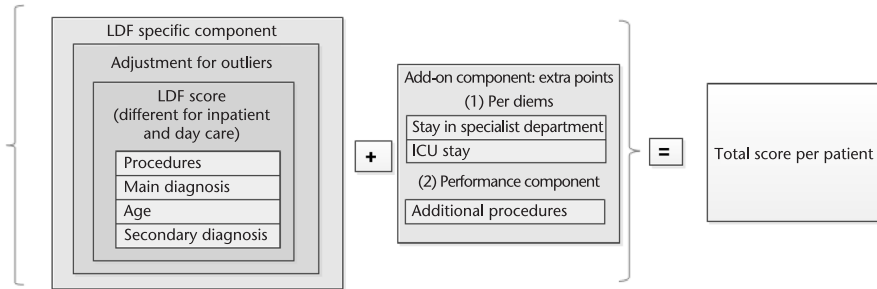 LDF specific component
Adjustment for outliers
LDF score
(different for inpatient
and day care)
Procedures
Main diagnosis
Age
Secondary diagnosis
+
Add-on component: extra points
(1) Per diems
Stay in specialist department
ICU stay
(2) Performance component
Additional procedures
=
Total score per patient